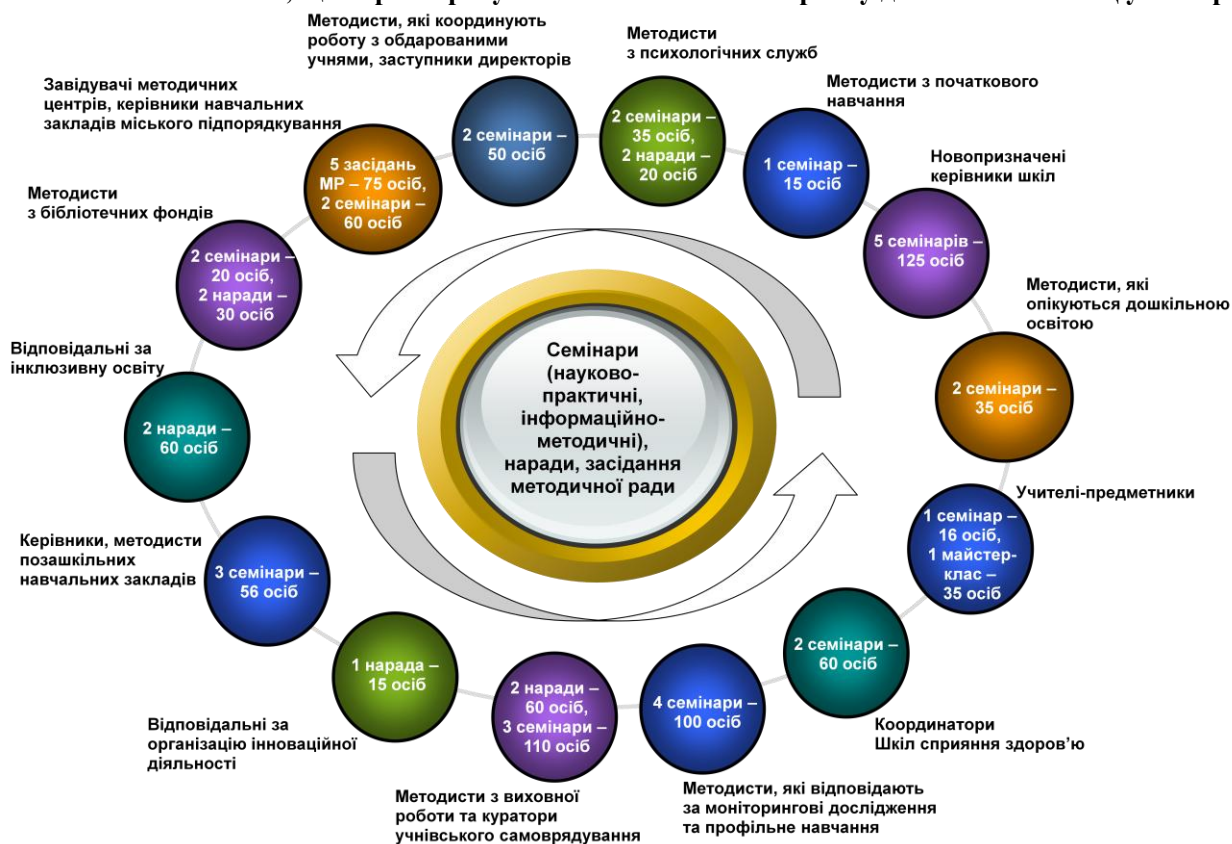 Методисти, які координують
роботу з обдарованими
учнями, заступники директорів
2 семінари –
50 осіб
Методисти
з психологічних служб
2 семінари –
35 осіб,
2 наради –
20 осіб
Методисти з початкового
навчання
1 семінар –
15 осіб
Новопризначені
керівники шкіл
5 семінарів –
125 осіб
Методисти, які
опікуються дошкільною
освітою
2 семінари –
35 осіб
Учителі-предметники
1 семінар –
16 осіб,
1 майстер-
клас –
35 осіб
2 семінари –
60 осіб
Координатори
Шкіл сприяння здоров’ю
4 семінари –
100 осіб
Методисти, які відповідають
за моніторингові дослідження
та профільне навчання
2 наради –
60 осіб,
3 семінари –
110 осіб
Методисти з виховної
роботи та куратори
учнівського самоврядування
1 нарада –
15 осіб
Відповідальні за
організацію інноваційної
діяльності
Керівники, методисти
позашкільних
навчальних закладів
3 семінари –
56 осіб
Відповідальні за
інклюзивну освіту
2 наради –
60 осіб
Методисти
з бібліотечних фондів
2 семінари –
20 осіб,
2 наради –
30 осіб
Завідувачі методичних
центрів, керівники навчальних
закладів міського підпорядкування
5 засідань
МР – 75 осіб,
2 семінари –
60 осіб
Семінари
(науково-
практичні,
інформаційно-
методичні),
наради, засідання
методичної ради